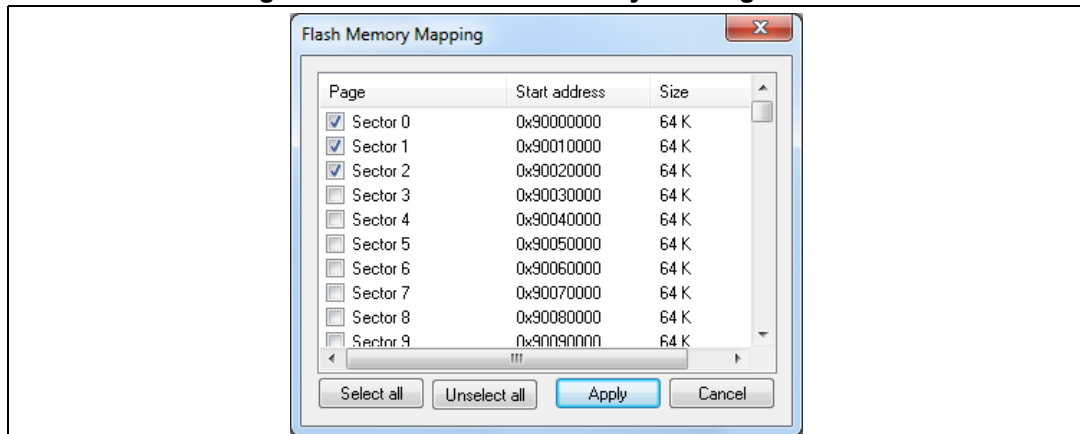 Flash Memory Mapping
Page Start address Size
Sector 0 0x90000000 64 K
Sector 1 0x90010000 64 K
Sector 2 0x90020000 64 K
Sector 3 0x90030000 64 K
Sector 4 0x90040000 64 K
Sector 5 0x90050000 64 K
Sector 6 0x90060000 64 K
Sector 7 0x90070000 64 K
Sector 8 0x90080000 64 K
Sector 9 0x90090000 64 K
Select all Unselect all Apply Cancel